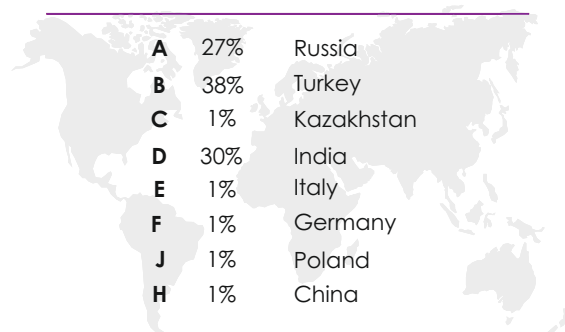 A 27% Russia
B 38% Turkey
C 1% Kazakhstan
D 30% India
E 1% Italy
F 1% Germany
J 1% Poland
H 1% China